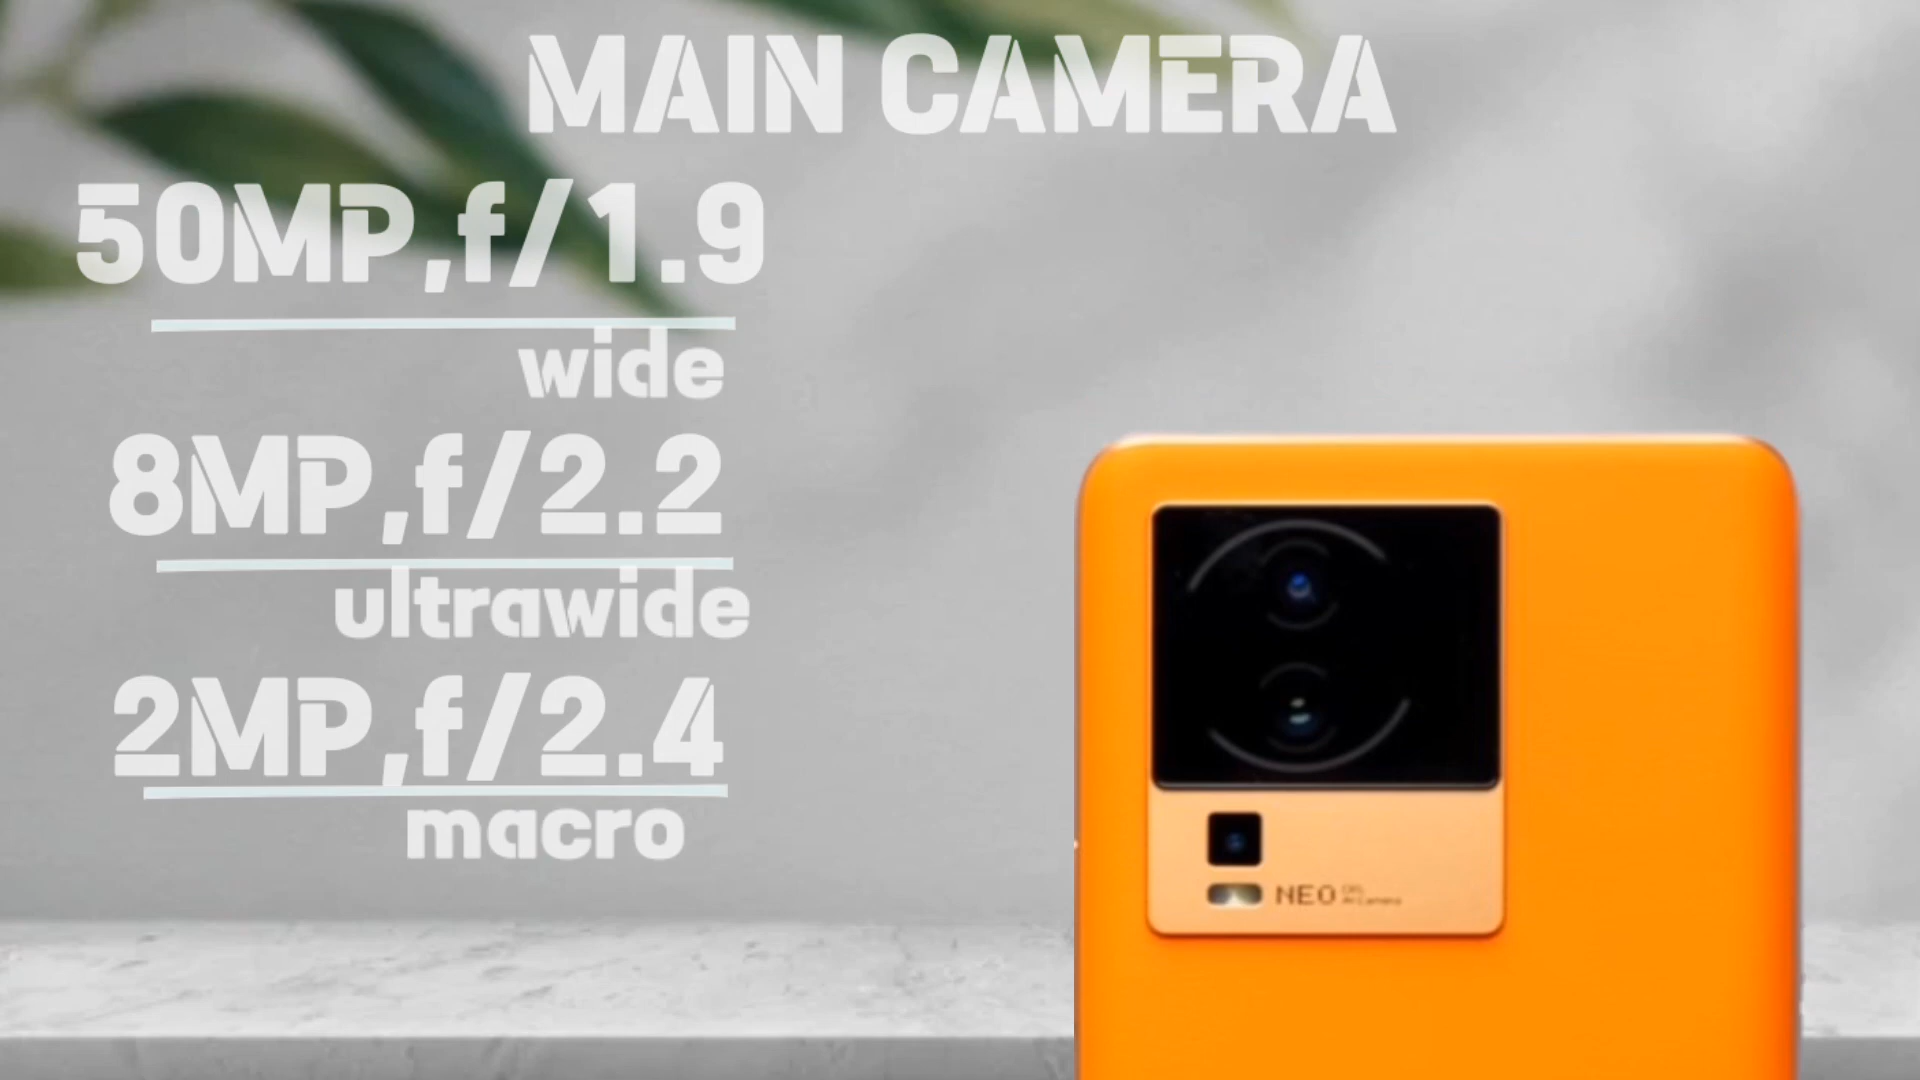 MAIN CAMERA
50MP,f/1.9
wide
8MP,f/2.2
ultrawide
2MP,f/2.4
macro
NEO